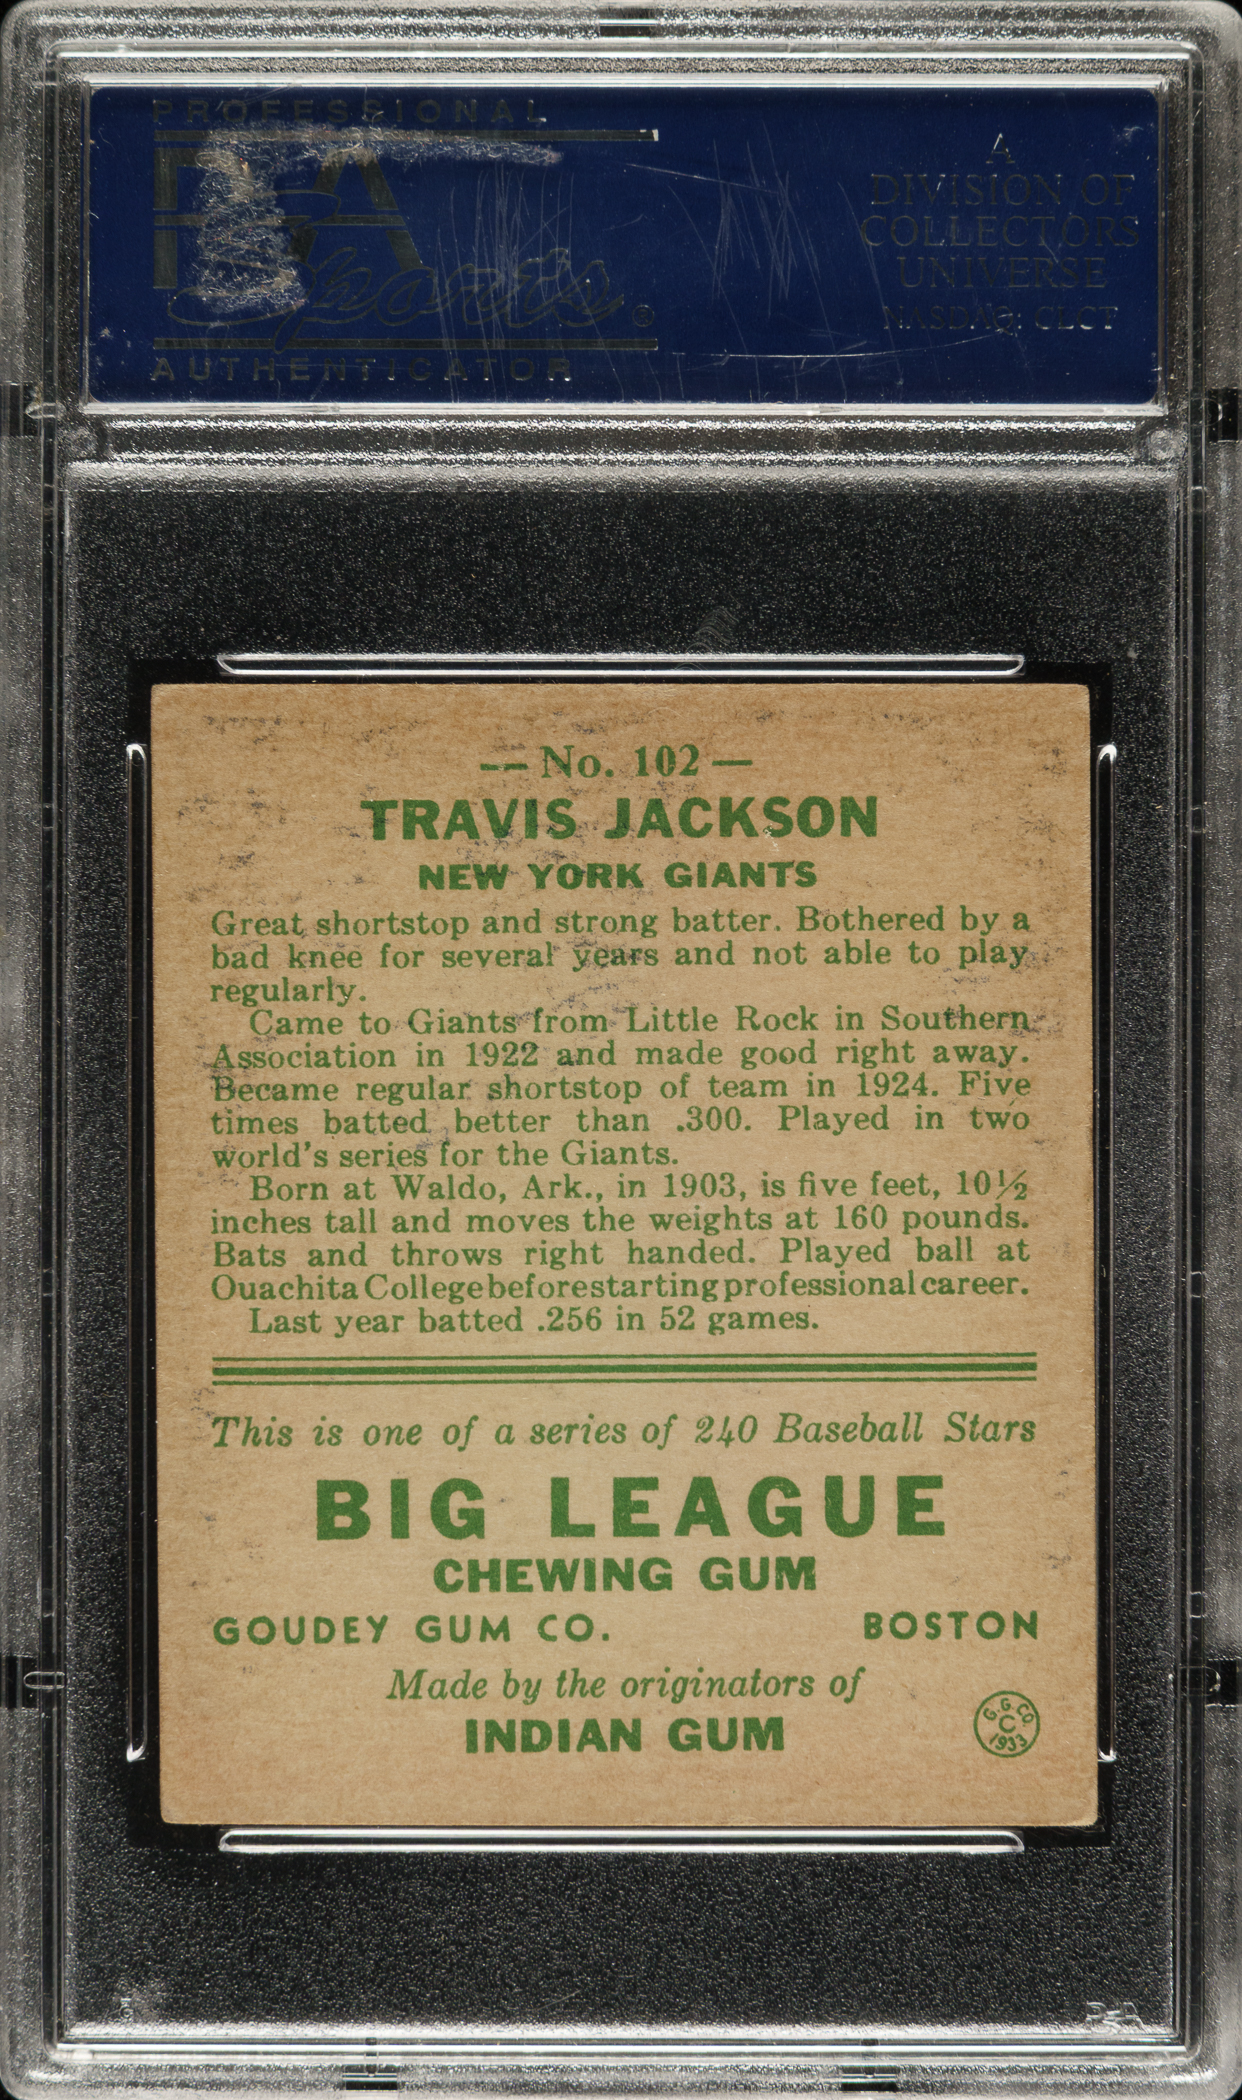 PROFESSIONAL
PSA
Sports®
AUTHENTICATOR
A
DIVISION OF
COLLECTORS
UNIVERSE
NASDAQ: CLCT
— No. 102 —
TRAVIS JACKSON
NEW YORK GIANTS
Great shortstop and strong batter. Bothered by a
bad knee for several years and not able to play
regularly.
Came to Giants from Little Rock in Southern
Association in 1922 and made good right away.
Became regular shortstop of team in 1924. Five
times batted better than .300. Played in two
world's series for the Giants.
Born at Waldo, Ark., in 1903, is five feet, 10½
inches tall and moves the weights at 160 pounds.
Bats and throws right handed. Played ball at
Ouachita College before starting professional career.
Last year batted .256 in 52 games.
This is one of a series of 240 Baseball Stars
BIG LEAGUE
CHEWING GUM
GOUDEY GUM CO. BOSTON
Made by the originators of
INDIAN GUM
G. G. CO.
C
1933
PSA